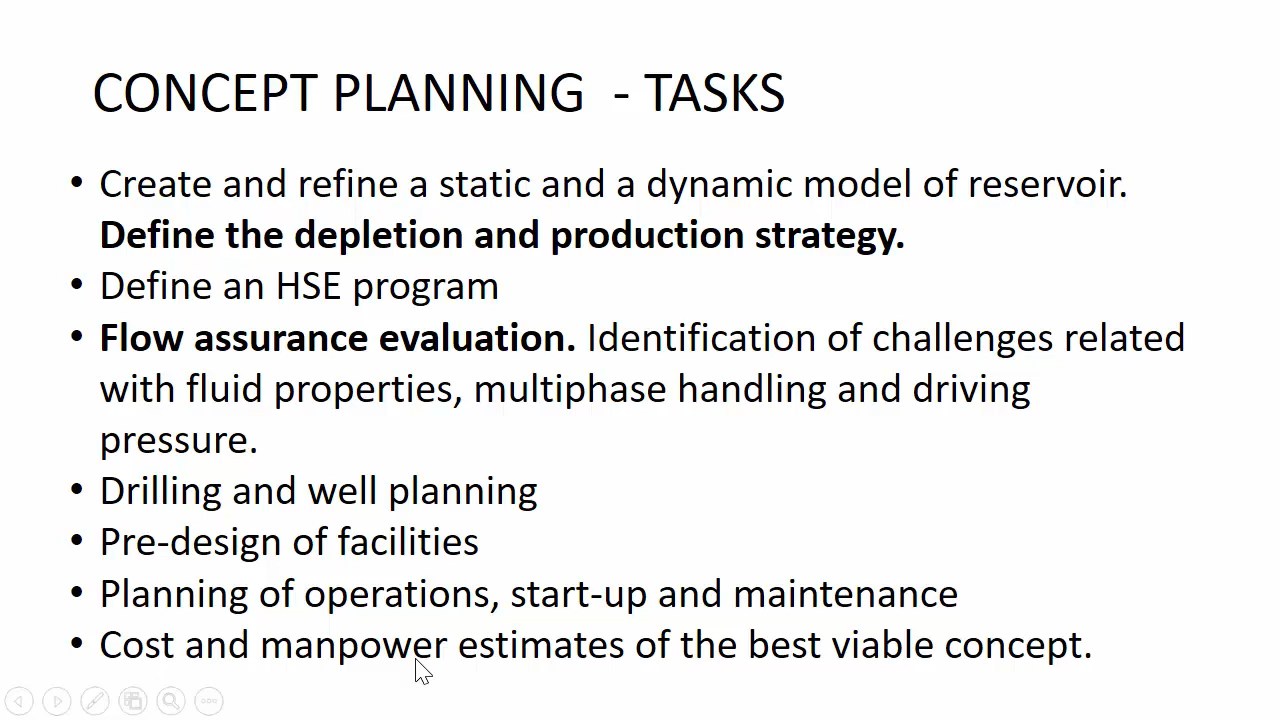 CONCEPT PLANNING - TASKS
• Create and refine a static and a dynamic model of reservoir.
Define the depletion and production strategy.
• Define an HSE program
• Flow assurance evaluation. Identification of challenges related
with fluid properties, multiphase handling and driving
pressure.
• Drilling and well planning
• Pre-design of facilities
• Planning of operations, start-up and maintenance
• Cost and manpower estimates of the best viable concept.